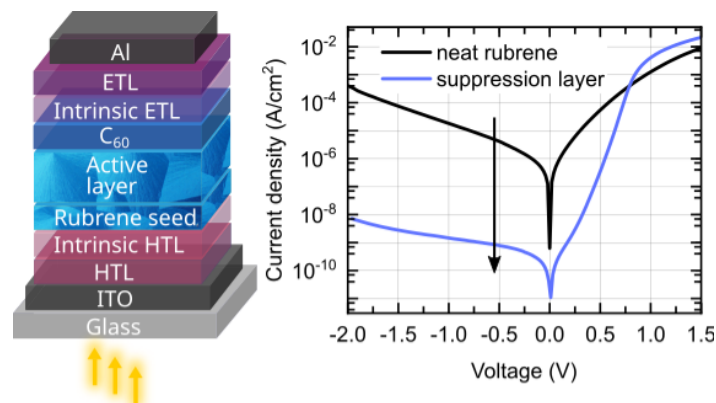 Al
ETL
Intrinsic ETL
C₆₀
Active
layer
Rubrene seed
Intrinsic HTL
HTL
ITO
Glass
neat rubrene
suppression layer
Current density (A/cm²)
10⁻²
10⁻⁴
10⁻⁶
10⁻⁸
10⁻¹⁰
-2.0 -1.5 -1.0 -0.5 0.0 0.5 1.0 1.5
Voltage (V)